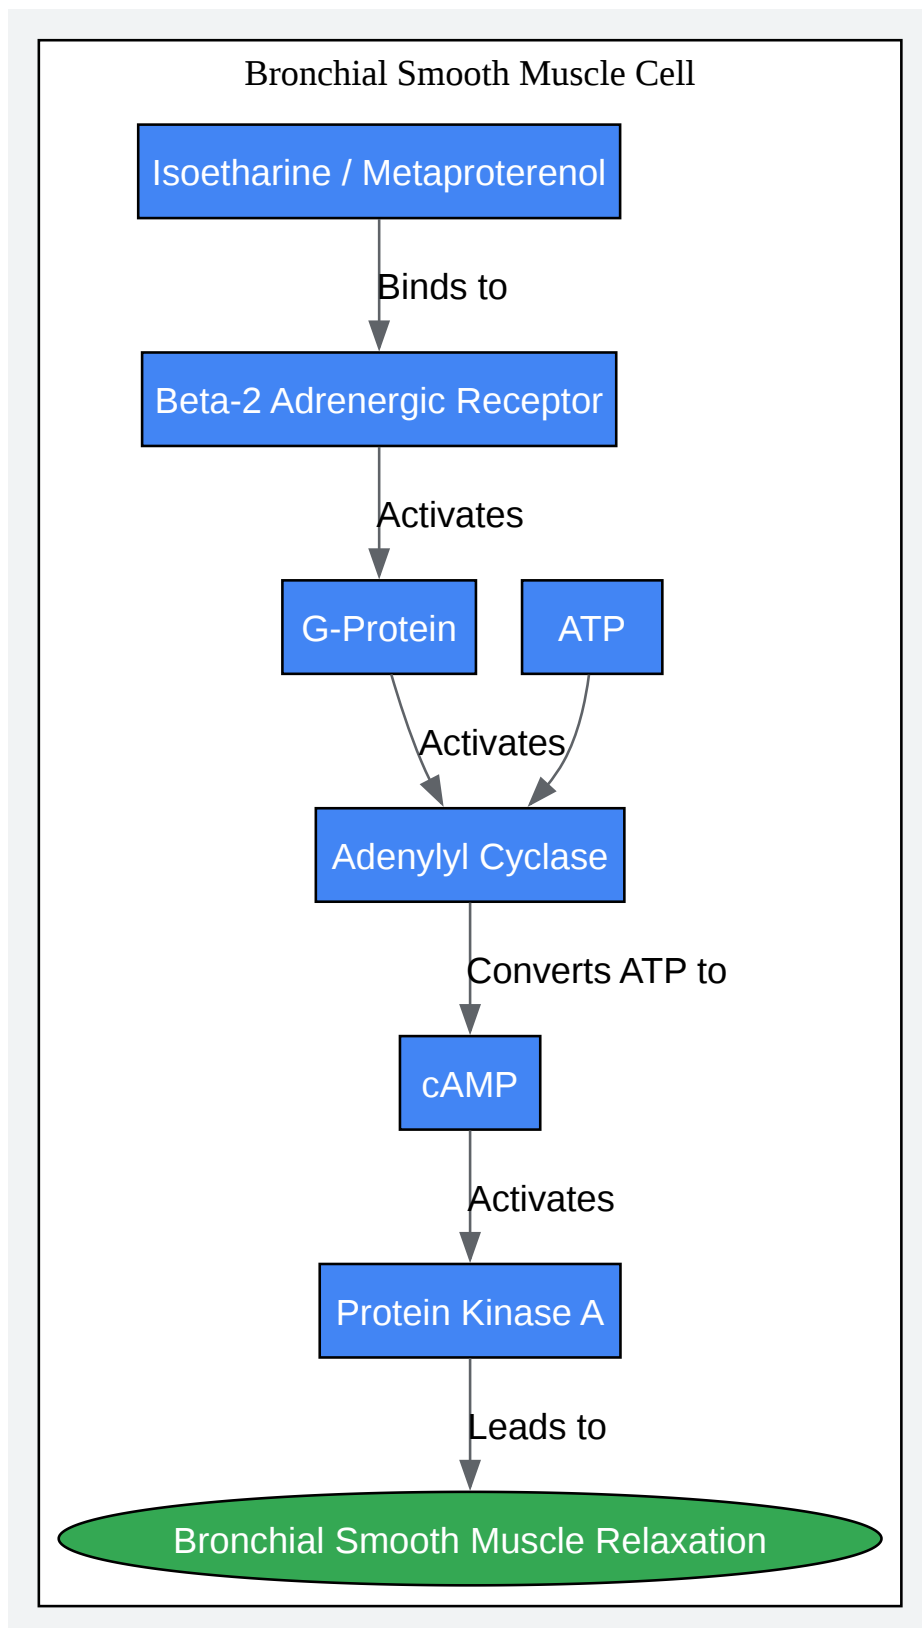 Bronchial Smooth Muscle Cell
Isoetharine / Metaproterenol
Binds to
Beta-2 Adrenergic Receptor
Activates
G-Protein
ATP
Activates
Adenylyl Cyclase
Converts ATP to
cAMP
Activates
Protein Kinase A
Leads to
Bronchial Smooth Muscle Relaxation